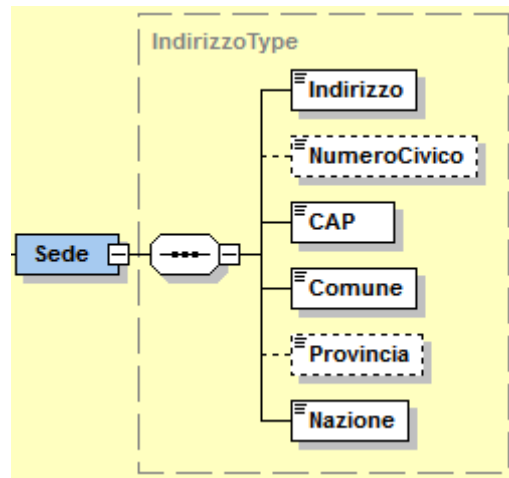 IndirizzoType
Indirizzo
NumeroCivico
CAP
Sede
Comune
Provincia
Nazione